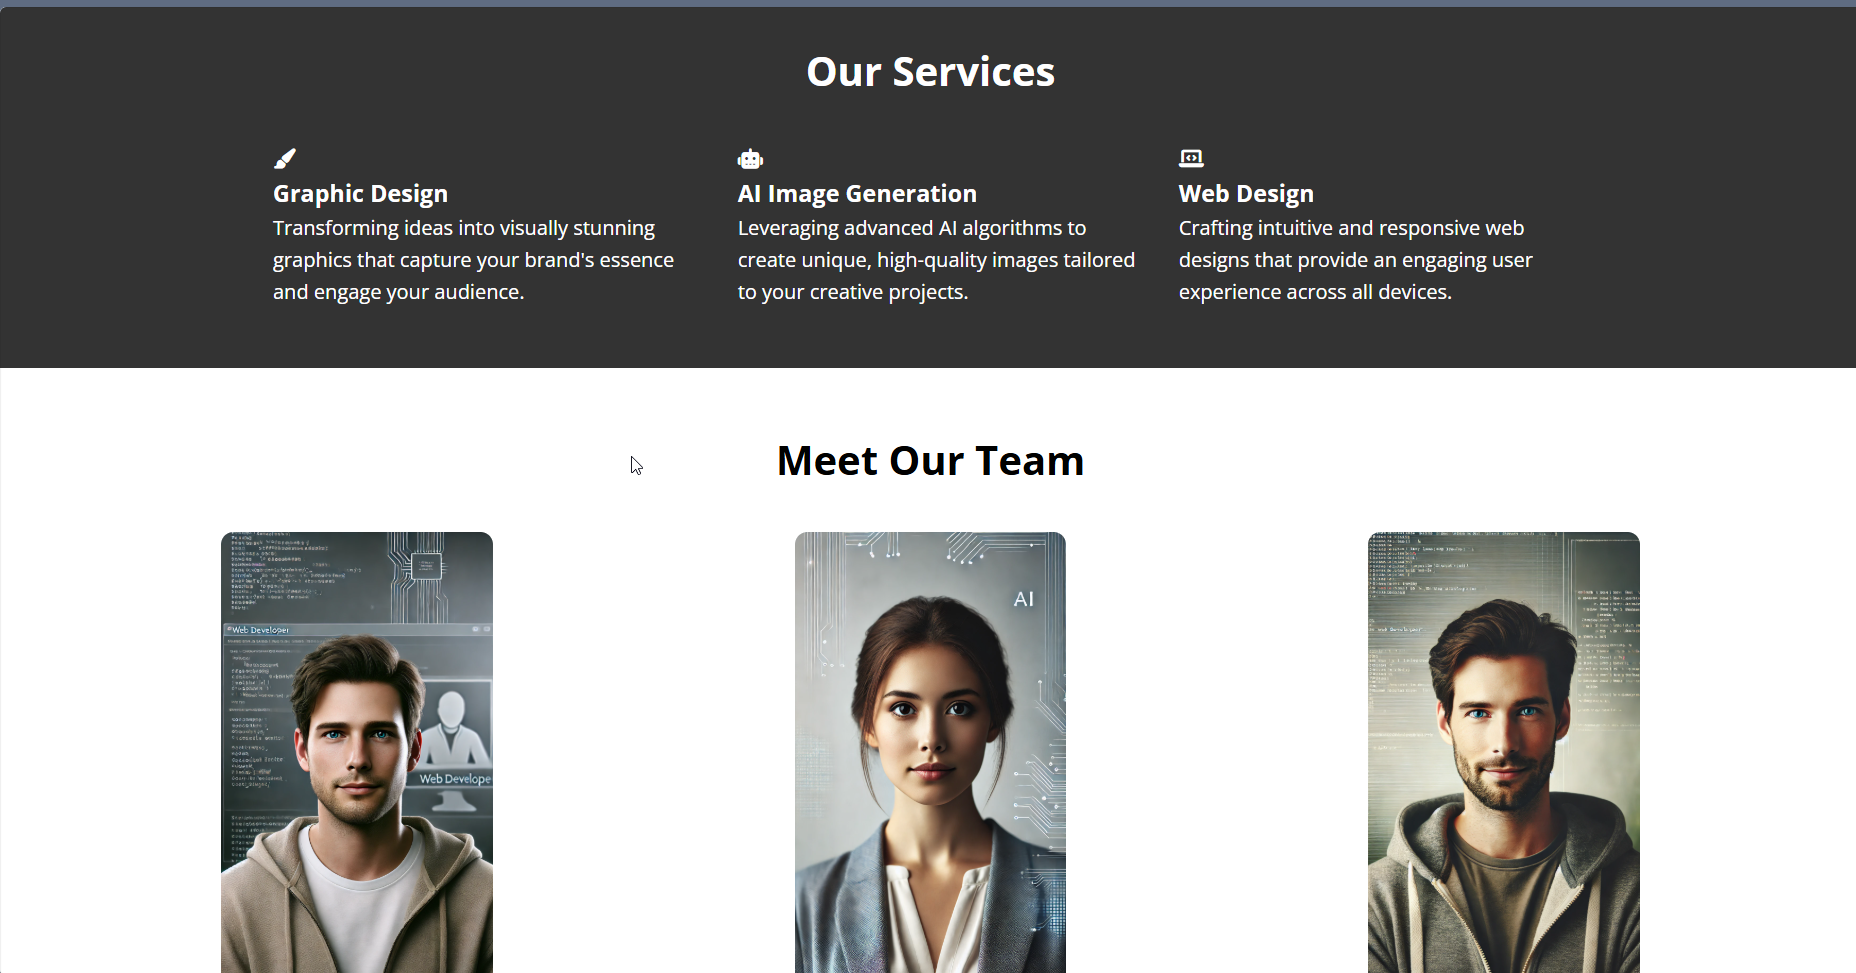 Our Services
Graphic Design
Transforming ideas into visually stunning
graphics that capture your brand's essence
and engage your audience.
AI Image Generation
Leveraging advanced AI algorithms to
create unique, high-quality images tailored
to your creative projects.
Web Design
Crafting intuitive and responsive web
designs that provide an engaging user
experience across all devices.
Meet Our Team
Web Developer
Web Develope
AI